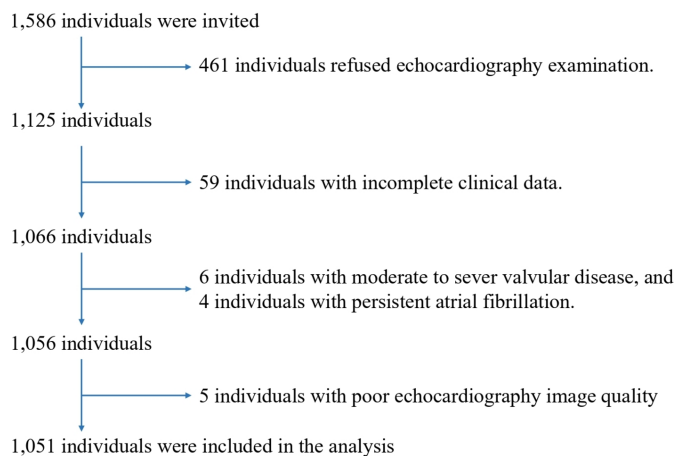 1,586 individuals were invited
461 individuals refused echocardiography examination.
1,125 individuals
59 individuals with incomplete clinical data.
1,066 individuals
6 individuals with moderate to sever valvular disease, and
4 individuals with persistent atrial fibrillation.
1,056 individuals
5 individuals with poor echocardiography image quality
1,051 individuals were included in the analysis